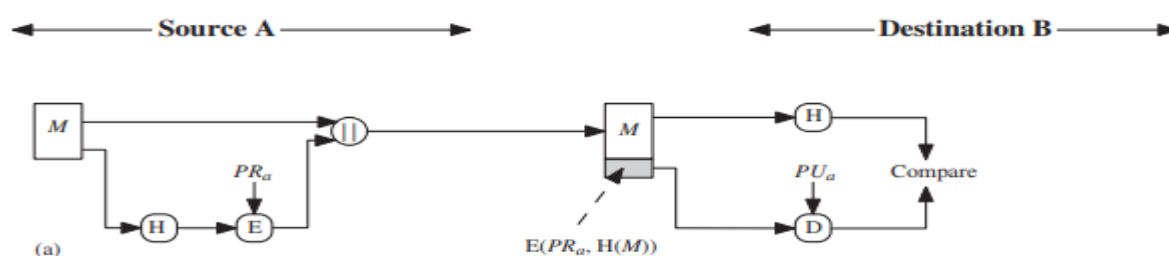 Source A Destination B
M || M H
PRa PUa Compare
H E D
(a) E(PRa, H(M))